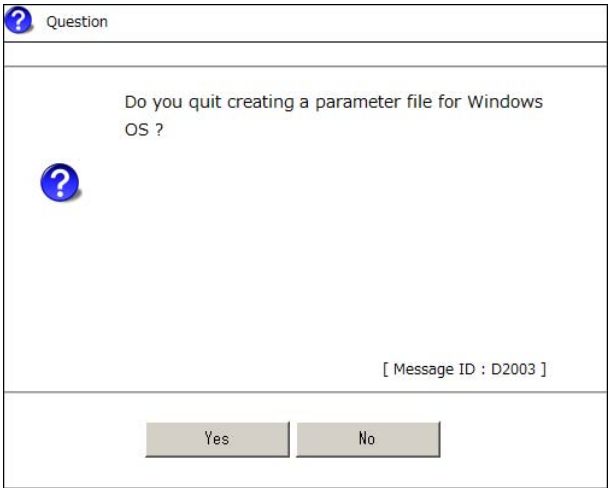 Question
Do you quit creating a parameter file for Windows
OS ?
[ Message ID : D2003 ]
Yes
No